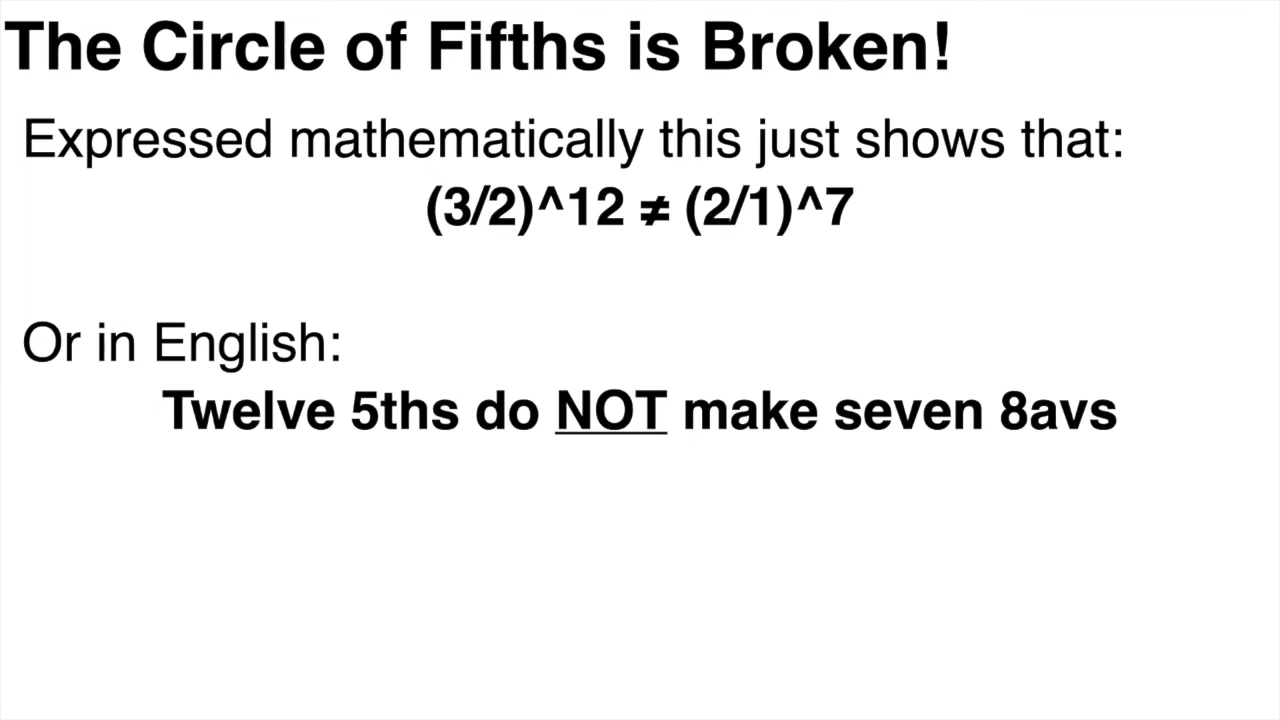 The Circle of Fifths is Broken!
Expressed mathematically this just shows that:
(3/2)^12 ≠ (2/1)^7
Or in English:
Twelve 5ths do NOT make seven 8avs